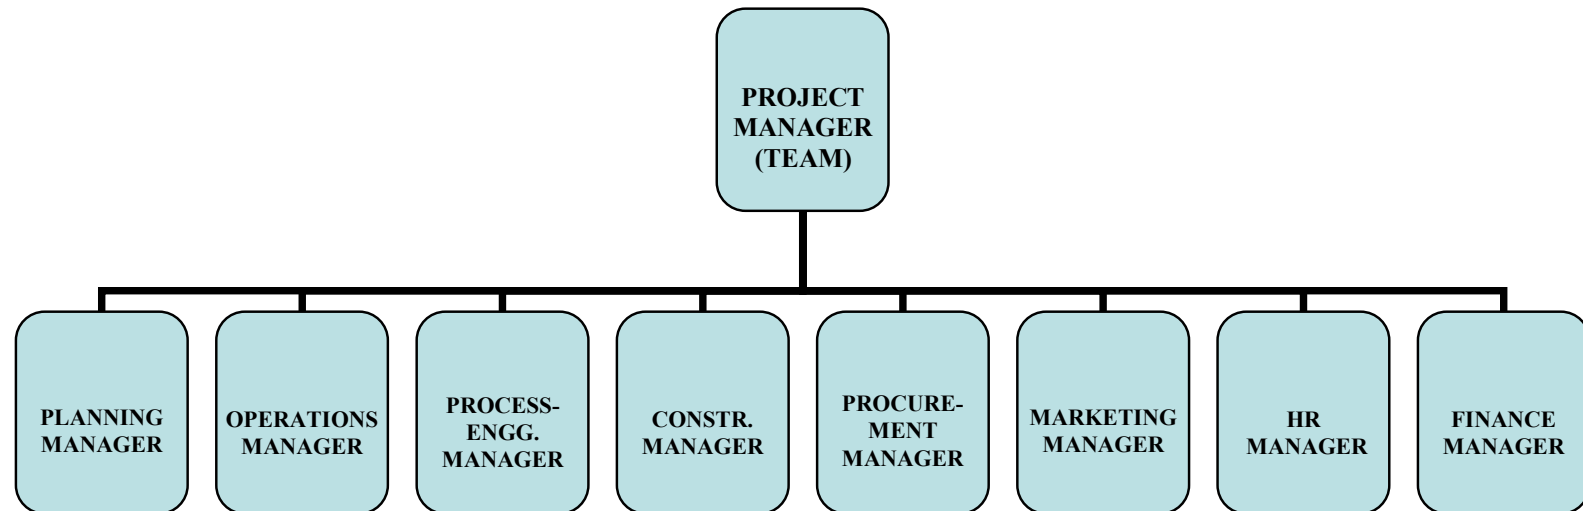 PROJECT
MANAGER
(TEAM)
PLANNING
MANAGER
OPERATIONS
MANAGER
PROCESS-
ENGG.
MANAGER
CONSTR.
MANAGER
PROCURE-
MENT
MANAGER
MARKETING
MANAGER
HR
MANAGER
FINANCE
MANAGER